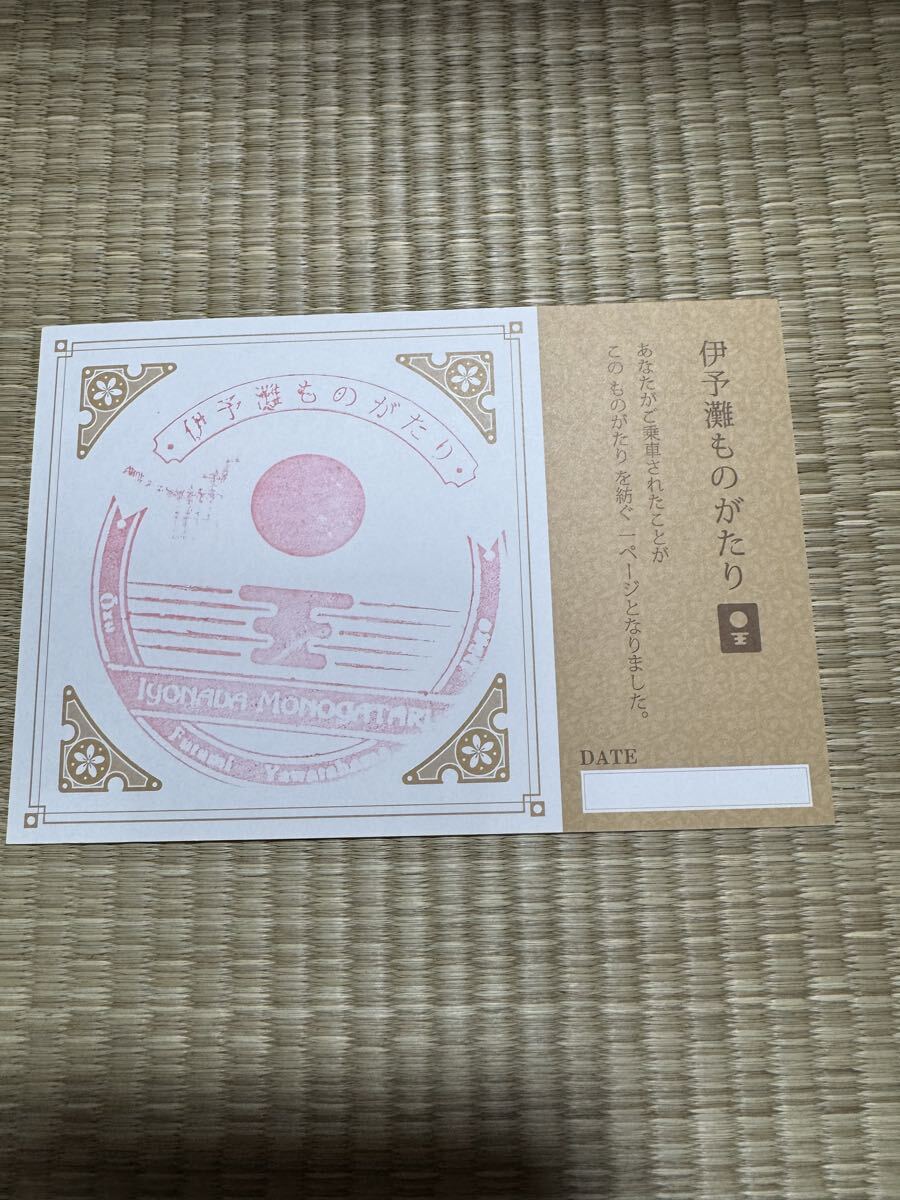 伊予灘ものがたり
Iyonada Monogatari
Futami
Yawatahama
伊予灘ものがたり
あなたがご乗車されたことが
この ものがたり を紡ぐ 一ページとなりました。
DATE